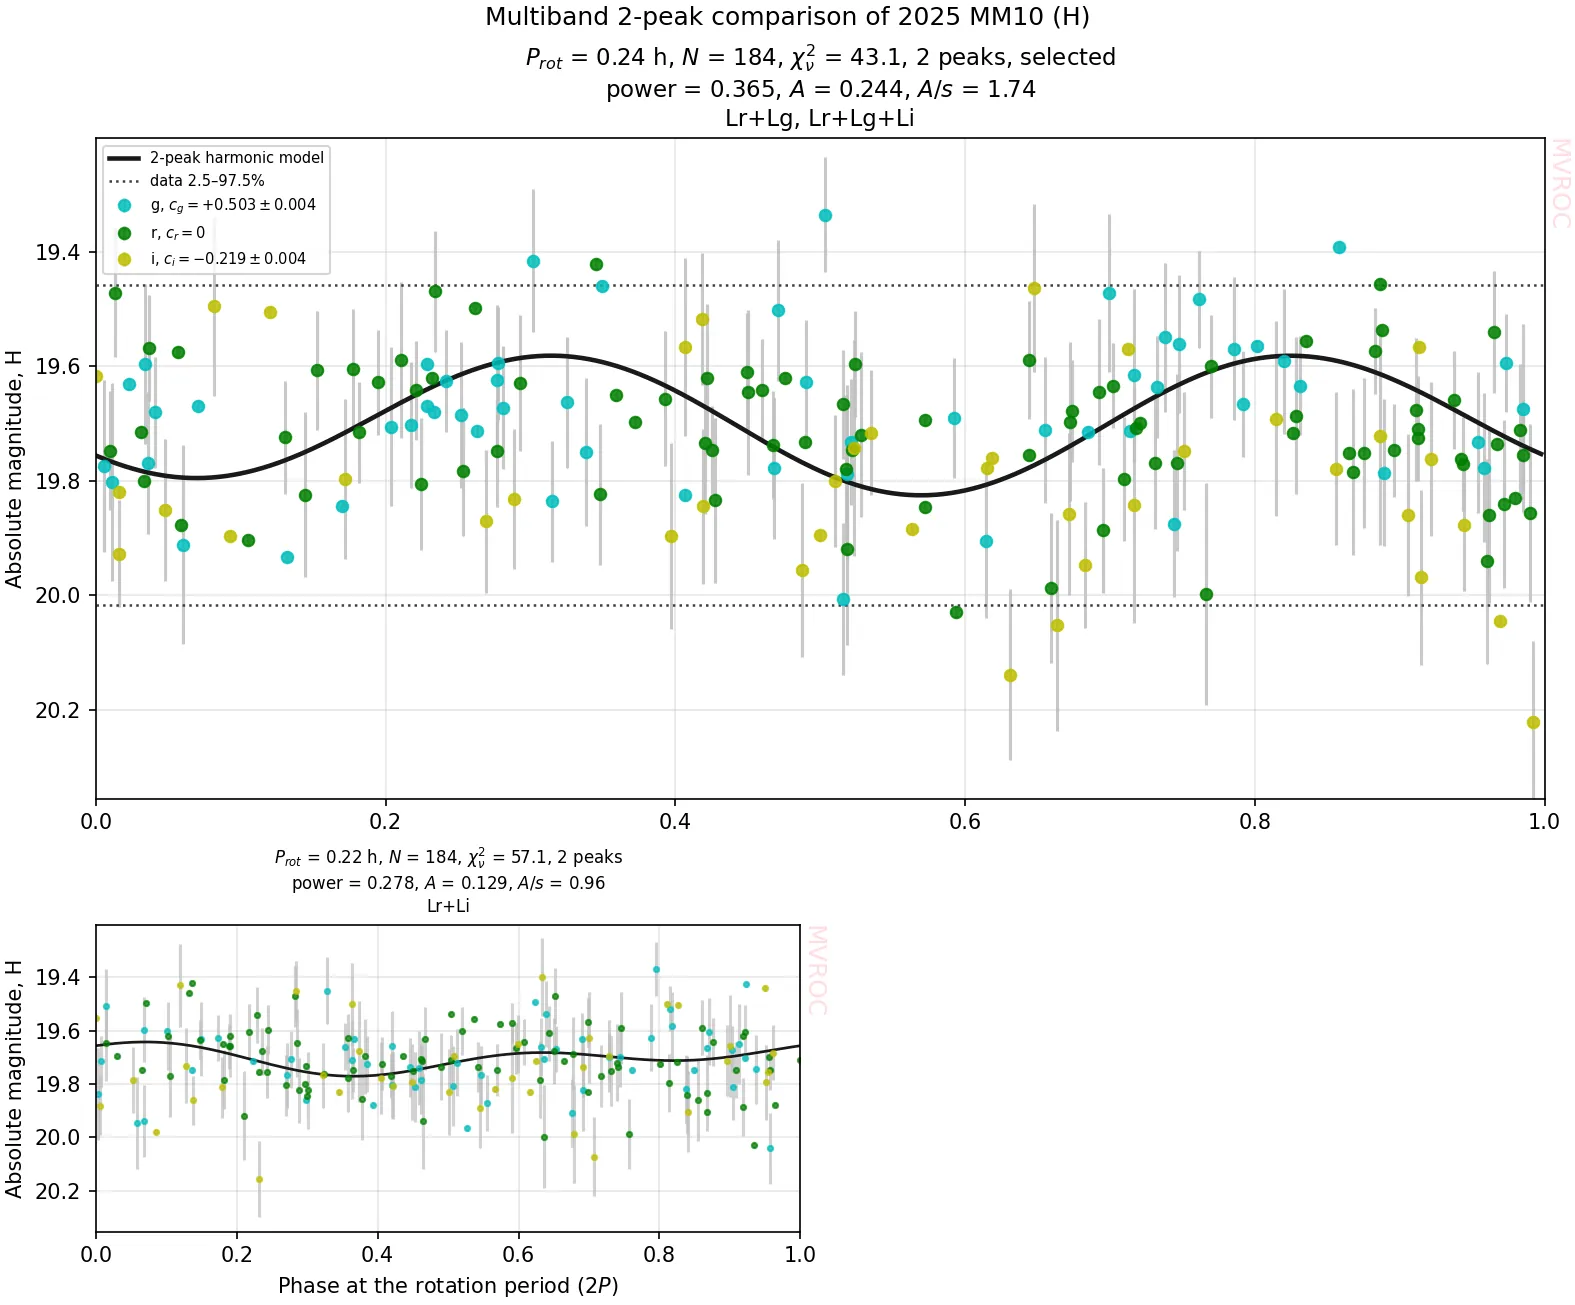 Multiband 2-peak comparison of 2025 MM10 (H)
P_rot = 0.24 h, N = 184, χ²_ν = 43.1, 2 peaks, selected
power = 0.365, A = 0.244, A/s = 1.74
Lr+Lg, Lr+Lg+Li
2-peak harmonic model
data 2.5–97.5%
g, c_g = +0.503 ± 0.004
r, c_r = 0
i, c_i = −0.219 ± 0.004
MVROC
Absolute magnitude, H
19.4
19.6
19.8
20.0
20.2
0.0 0.2 0.4 0.6 0.8 1.0
P_rot = 0.22 h, N = 184, χ²_ν = 57.1, 2 peaks
power = 0.278, A = 0.129, A/s = 0.96
Lr+Li
MVROC
Absolute magnitude, H
19.4
19.6
19.8
20.0
20.2
0.0 0.2 0.4 0.6 0.8 1.0
Phase at the rotation period (2P)